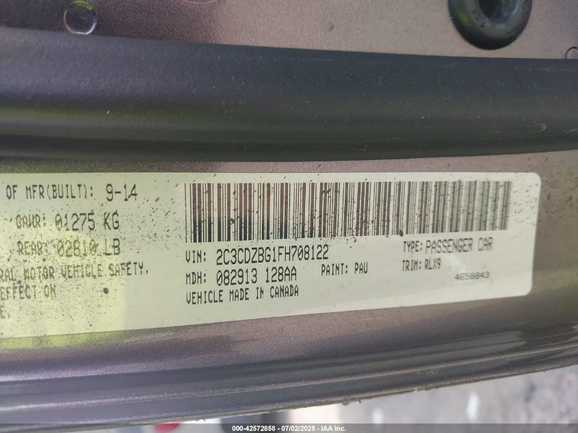 OF MFR(BUILT): 9-14
GAWR: 01275 KG
REAR: 02810 LB
VIN: 2C3CDZBG1FH708122
TYPE: PASSENGER CAR
MOTOR VEHICLE SAFETY.
MDH: 082913 128AA
PAINT: PAU
TRIM: RLX9
EFFECT ON
VEHICLE MADE IN CANADA
000-42572858 - 07/02/2025 - IAA Inc.